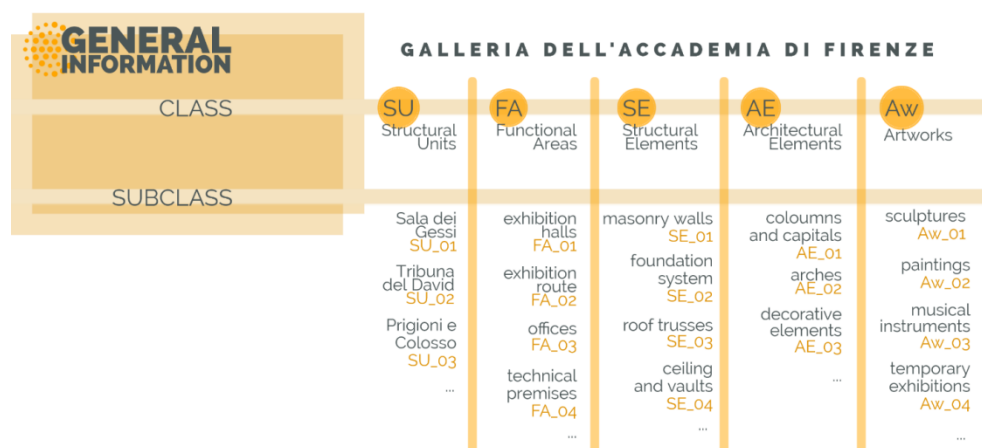 GENERAL
INFORMATION
GALLERIA DELL'ACCADEMIA DI FIRENZE
CLASS
SU
Structural
Units
FA
Functional
Areas
SE
Structural
Elements
AE
Architectural
Elements
Aw
Artworks
SUBCLASS
Sala dei
Gessi
SU_01
Tribuna
del David
SU_02
Prigioni e
Colosso
SU_03
...
exhibition
halls
FA_01
exhibition
route
FA_02
offices
FA_03
technical
premises
FA_04
...
masonry walls
SE_01
foundation
system
SE_02
roof trusses
SE_03
ceiling
and vaults
SE_04
...
coloumns
and capitals
AE_01
arches
AE_02
decorative
elements
AE_03
...
sculptures
Aw_01
paintings
Aw_02
musical
instruments
Aw_03
temporary
exhibitions
Aw_04
...